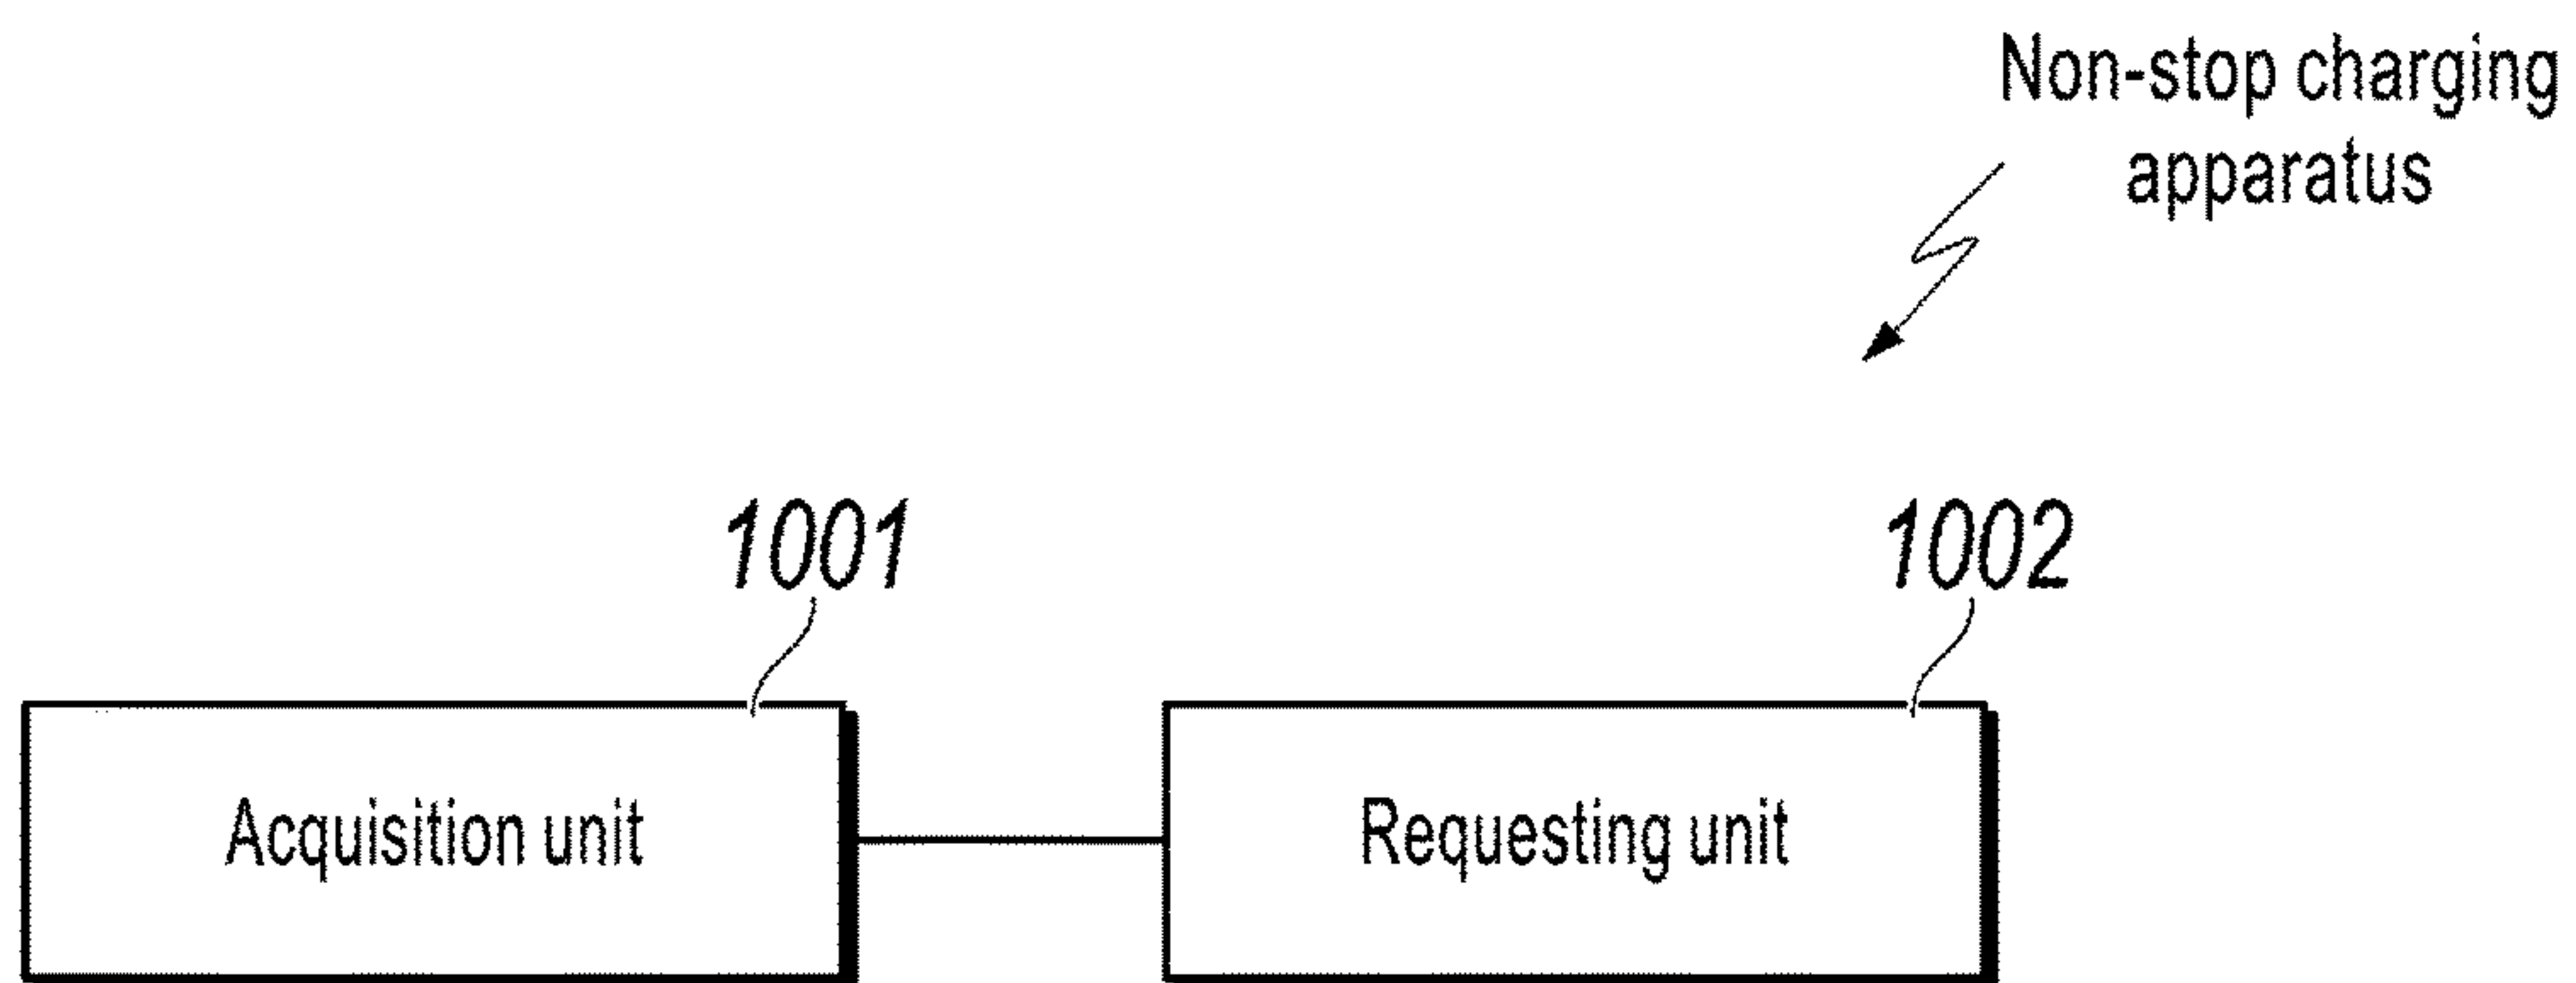 Non-stop charging
apparatus
1001
1002
Acquisition unit
Requesting unit